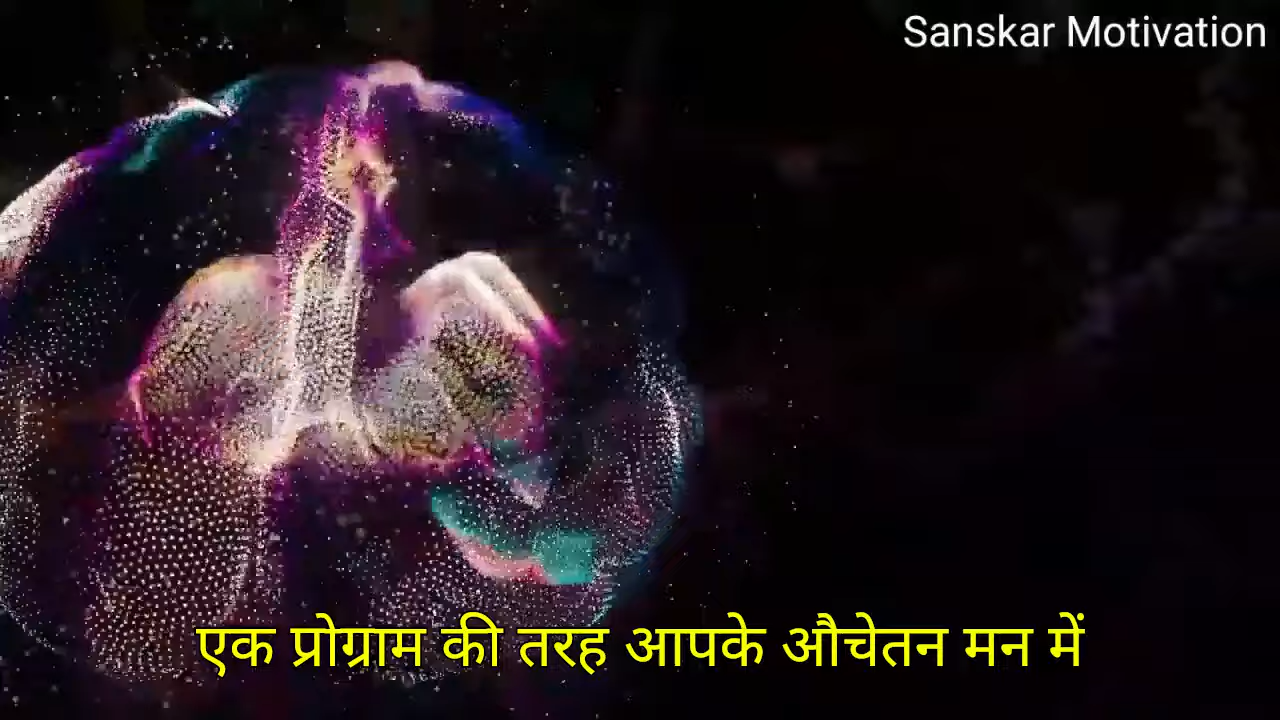 Sanskar Motivation
एक प्रोग्राम की तरह आपके औचेतन मन में